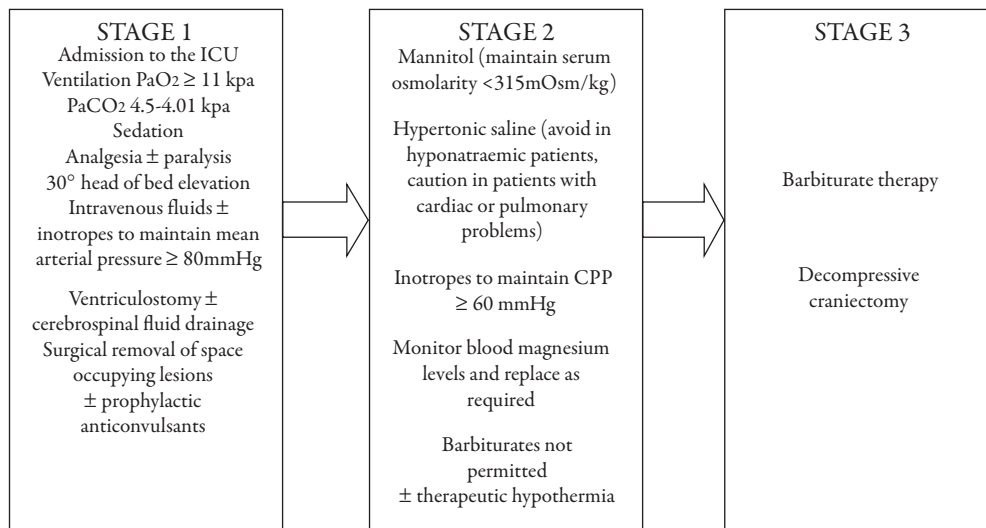 STAGE 1
Admission to the ICU
Ventilation PaO2 ≥ 11 kpa
PaCO2 4.5-4.01 kpa
Sedation
Analgesia ± paralysis
30° head of bed elevation
Intravenous fluids ±
inotropes to maintain mean
arterial pressure ≥ 80mmHg
Ventriculostomy ±
cerebrospinal fluid drainage
Surgical removal of space
occupying lesions
± prophylactic
anticonvulsants
STAGE 2
Mannitol (maintain serum
osmolarity <315mOsm/kg)
Hypertonic saline (avoid in
hyponatraemic patients,
caution in patients with
cardiac or pulmonary
problems)
Inotropes to maintain CPP
≥ 60 mmHg
Monitor blood magnesium
levels and replace as
required
Barbiturates not
permitted
± therapeutic hypothermia
STAGE 3
Barbiturate therapy
Decompressive
craniectomy